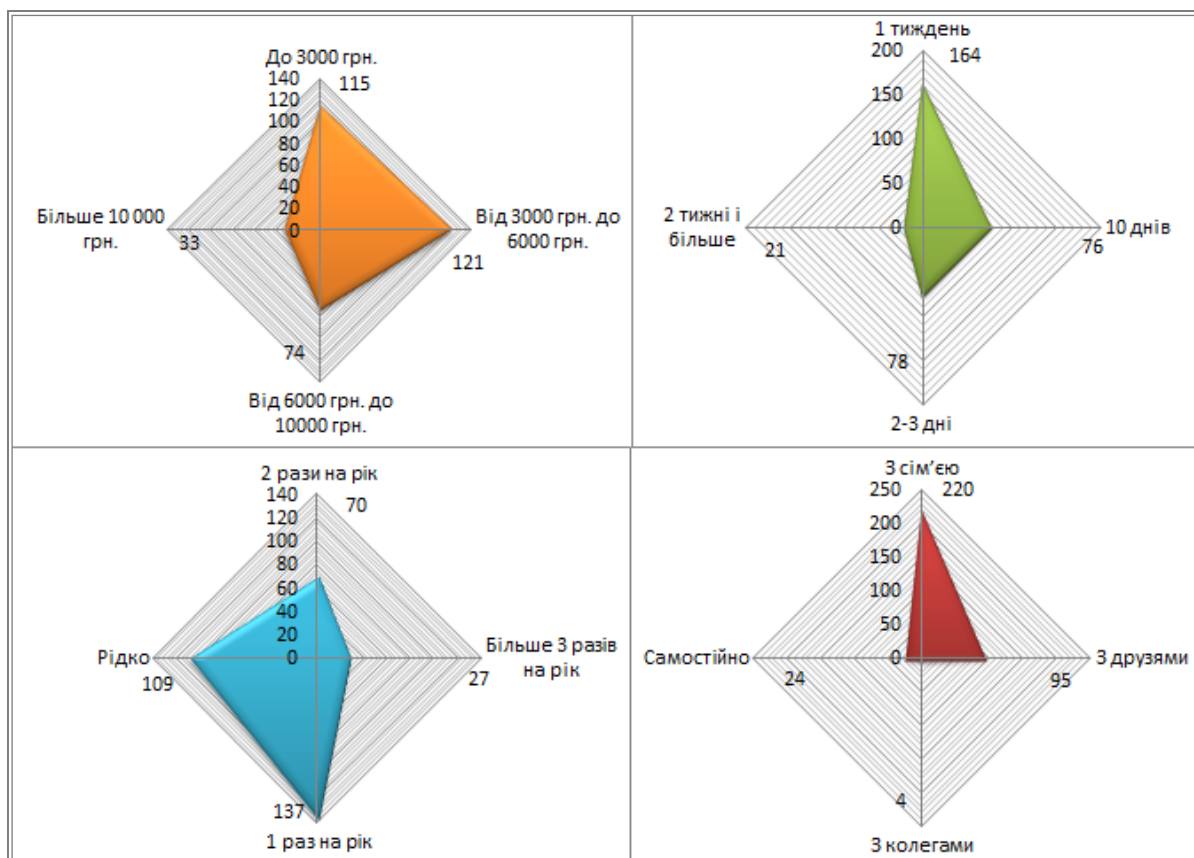 До 3000 грн.
140
120
100
80
60
40
20
0
115
Від 3000 грн. до
6000 грн.
121
Від 6000 грн. до
10000 грн.
74
Більше 10 000
грн.
33
1 тиждень
200
150
100
50
0
164
10 днів
76
2-3 дні
78
2 тижні і
більше
21
2 рази на рік
140
120
100
80
60
40
20
0
70
Більше 3 разів
на рік
27
1 раз на рік
137
Рідко
109
З сім’єю
250
200
150
100
50
0
220
З друзями
95
З колегами
4
Самостійно
24